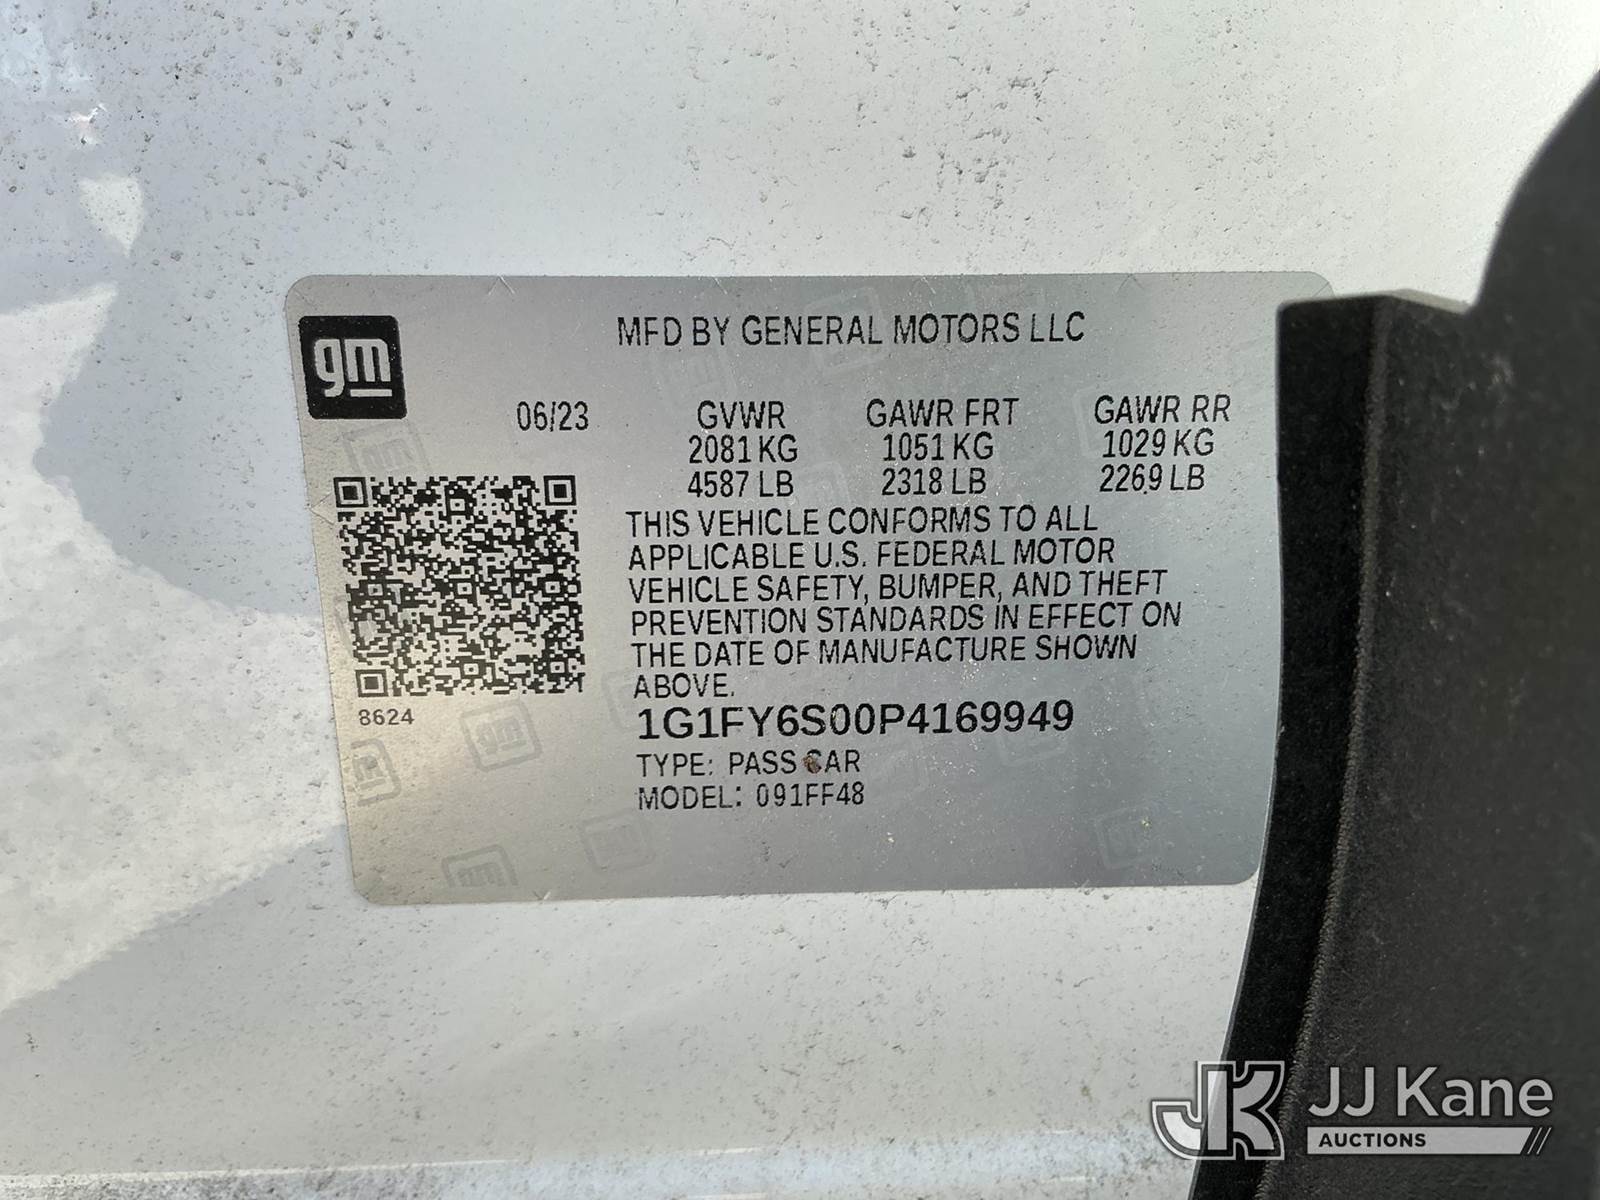 gm
MFD BY GENERAL MOTORS LLC
06/23 GVWR GAWR FRT GAWR RR
2081 KG 1051 KG 1029 KG
4587 LB 2318 LB 2269 LB
THIS VEHICLE CONFORMS TO ALL
APPLICABLE U.S. FEDERAL MOTOR
VEHICLE SAFETY, BUMPER, AND THEFT
PREVENTION STANDARDS IN EFFECT ON
THE DATE OF MANUFACTURE SHOWN
ABOVE.
8624
1G1FY6S00P4169949
TYPE: PASS CAR
MODEL: 091FF48
JK JJ Kane
AUCTIONS